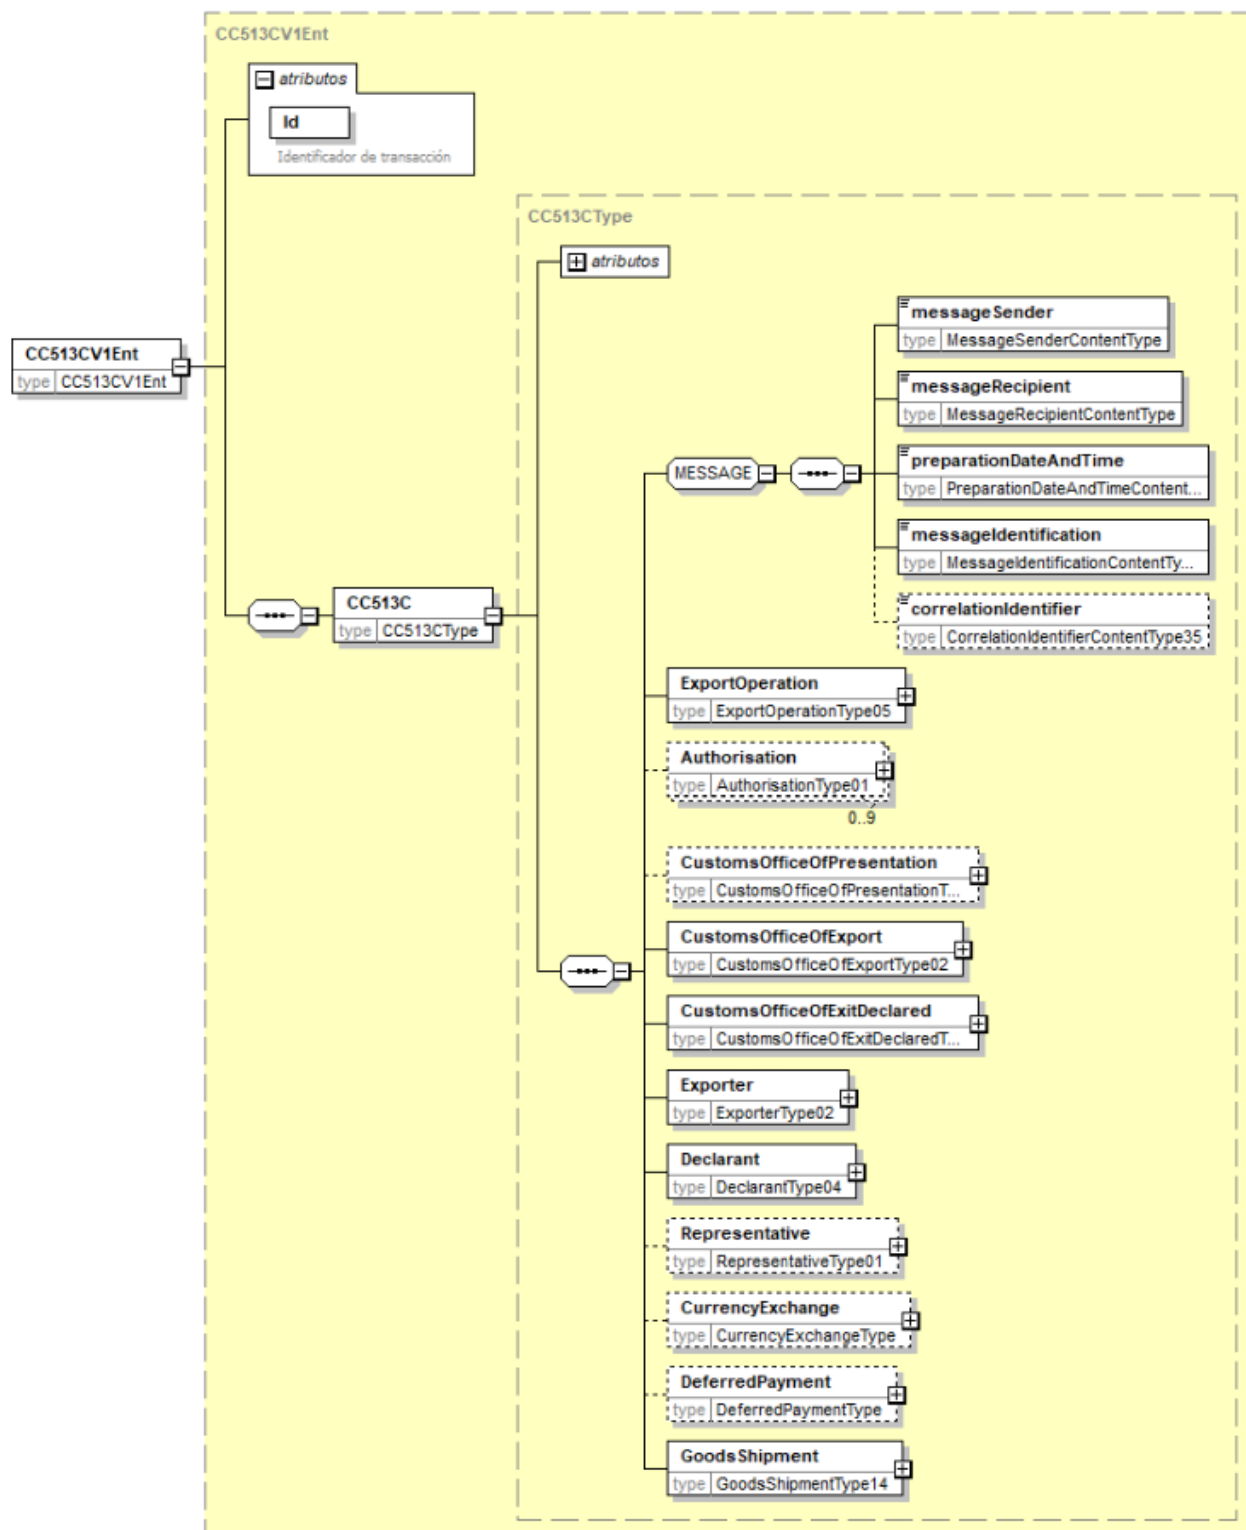 CC513CV1Ent
atributos
Id
Identificador de transacción
CC513CType
atributos
messageSender
type MessageSenderContentType
CC513CV1Ent
type CC513CV1Ent
messageRecipient
type MessageRecipientContentType
MESSAGE
preparationDateAndTime
type PreparationDateAndTimeContent...
messageIdentification
type MessageIdentificationContentTy...
CC513C
type CC513CType
correlationIdentifier
type CorrelationIdentifierContentType35
ExportOperation
type ExportOperationType05
Authorisation
type AuthorisationType01
0..9
CustomsOfficeOfPresentation
type CustomsOfficeOfPresentationT...
CustomsOfficeOfExport
type CustomsOfficeOfExportType02
CustomsOfficeOfExitDeclared
type CustomsOfficeOfExitDeclaredT...
Exporter
type ExporterType02
Declarant
type DeclarantType04
Representative
type RepresentativeType01
CurrencyExchange
type CurrencyExchangeType
DeferredPayment
type DeferredPaymentType
GoodsShipment
type GoodsShipmentType14